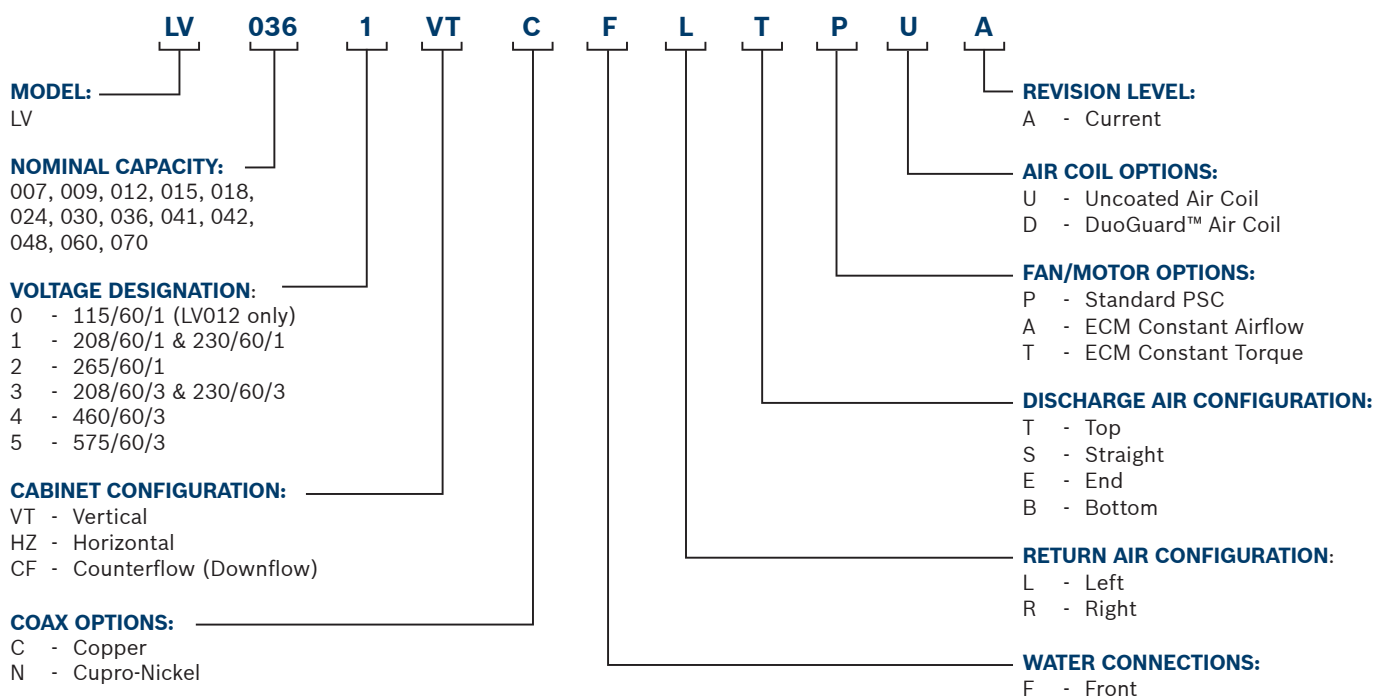 LV 036 1 VT C F L T P U A
MODEL:
LV
NOMINAL CAPACITY:
007, 009, 012, 015, 018,
024, 030, 036, 041, 042,
048, 060, 070
VOLTAGE DESIGNATION:
0 - 115/60/1 (LV012 only)
1 - 208/60/1 & 230/60/1
2 - 265/60/1
3 - 208/60/3 & 230/60/3
4 - 460/60/3
5 - 575/60/3
CABINET CONFIGURATION:
VT - Vertical
HZ - Horizontal
CF - Counterflow (Downflow)
COAX OPTIONS:
C - Copper
N - Cupro-Nickel
REVISION LEVEL:
A - Current
AIR COIL OPTIONS:
U - Uncoated Air Coil
D - DuoGuard™ Air Coil
FAN/MOTOR OPTIONS:
P - Standard PSC
A - ECM Constant Airflow
T - ECM Constant Torque
DISCHARGE AIR CONFIGURATION:
T - Top
S - Straight
E - End
B - Bottom
RETURN AIR CONFIGURATION:
L - Left
R - Right
WATER CONNECTIONS:
F - Front